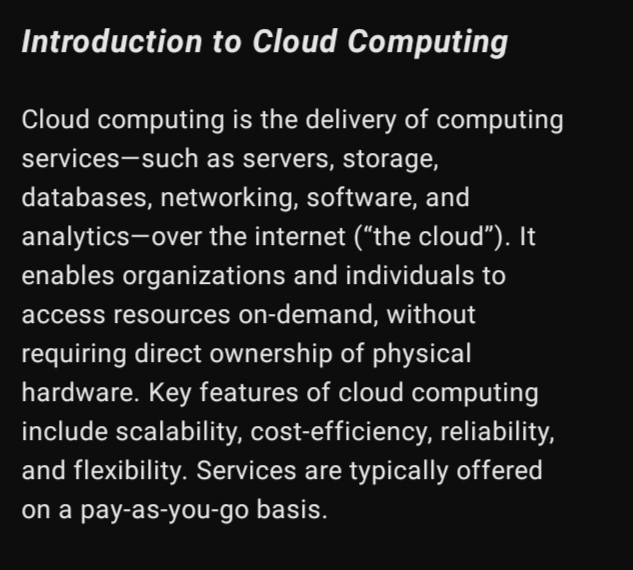 Introduction to Cloud Computing
Cloud computing is the delivery of computing
services—such as servers, storage,
databases, networking, software, and
analytics—over the internet (“the cloud”). It
enables organizations and individuals to
access resources on-demand, without
requiring direct ownership of physical
hardware. Key features of cloud computing
include scalability, cost-efficiency, reliability,
and flexibility. Services are typically offered
on a pay-as-you-go basis.